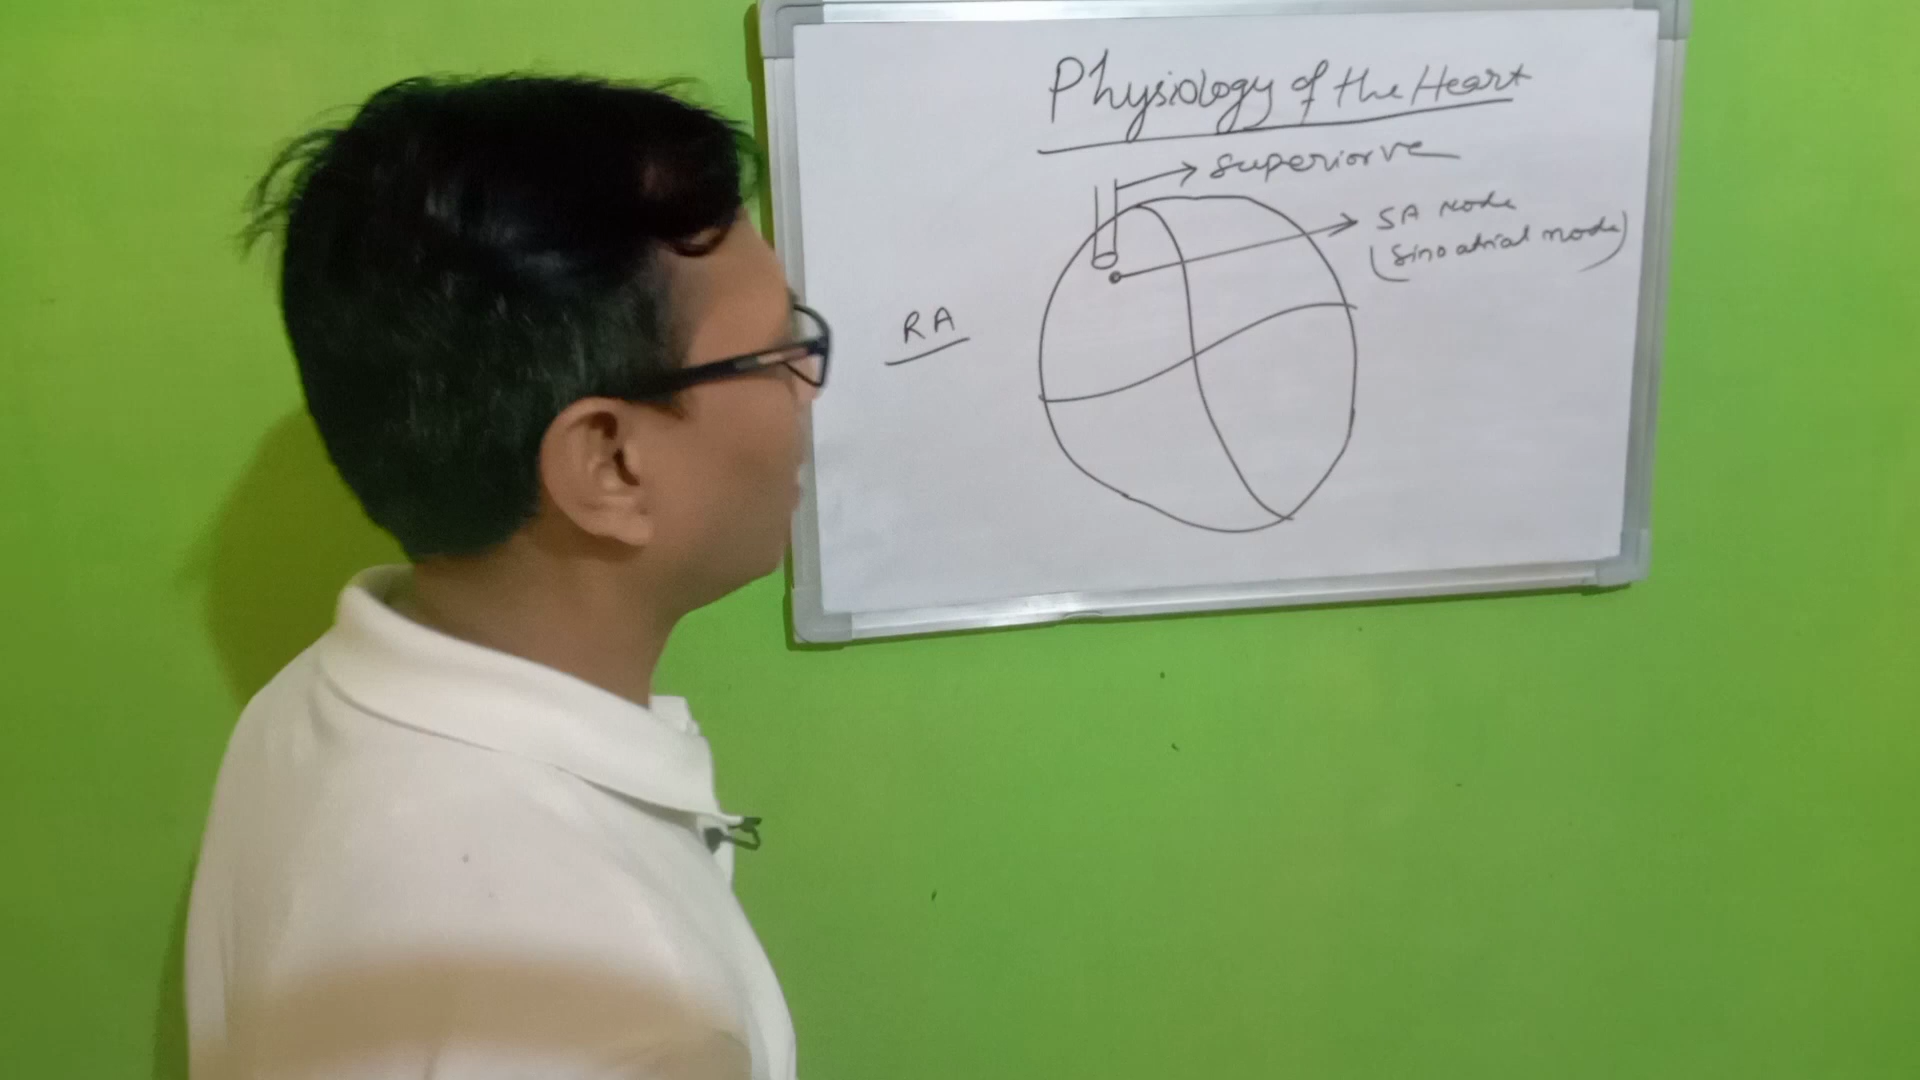 Physiology of the Heart
superior vc
SA Node
(Sino atrial node)
RA